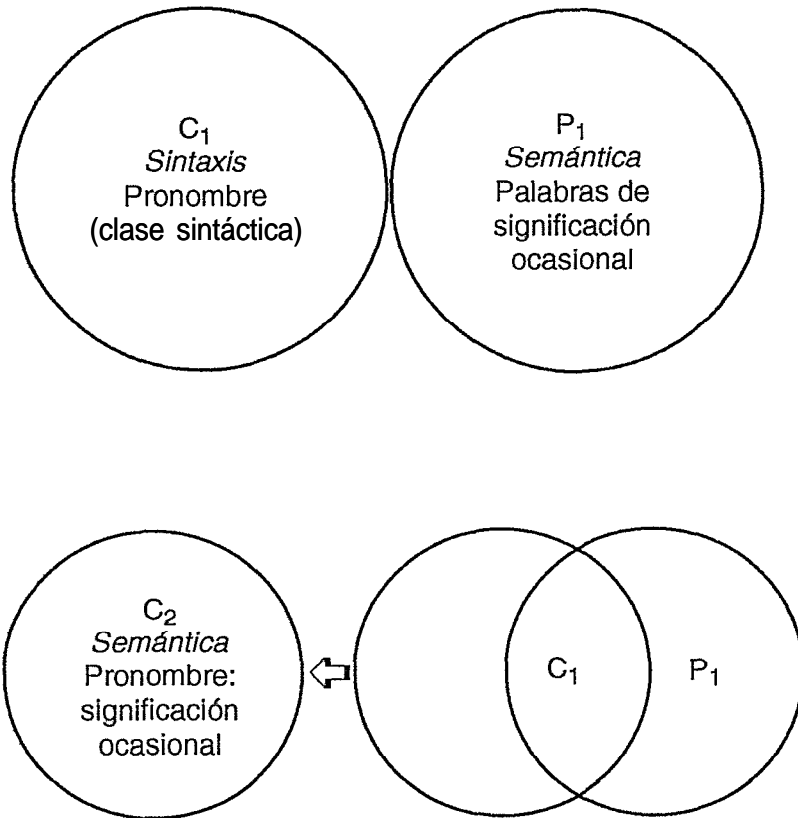 C₁
Sintaxis
Pronombre
(clase sintáctica)
P₁
Semántica
Palabras de
significación
ocasional
C₂
Semántica
Pronombre:
significación
ocasional
C₁
P₁